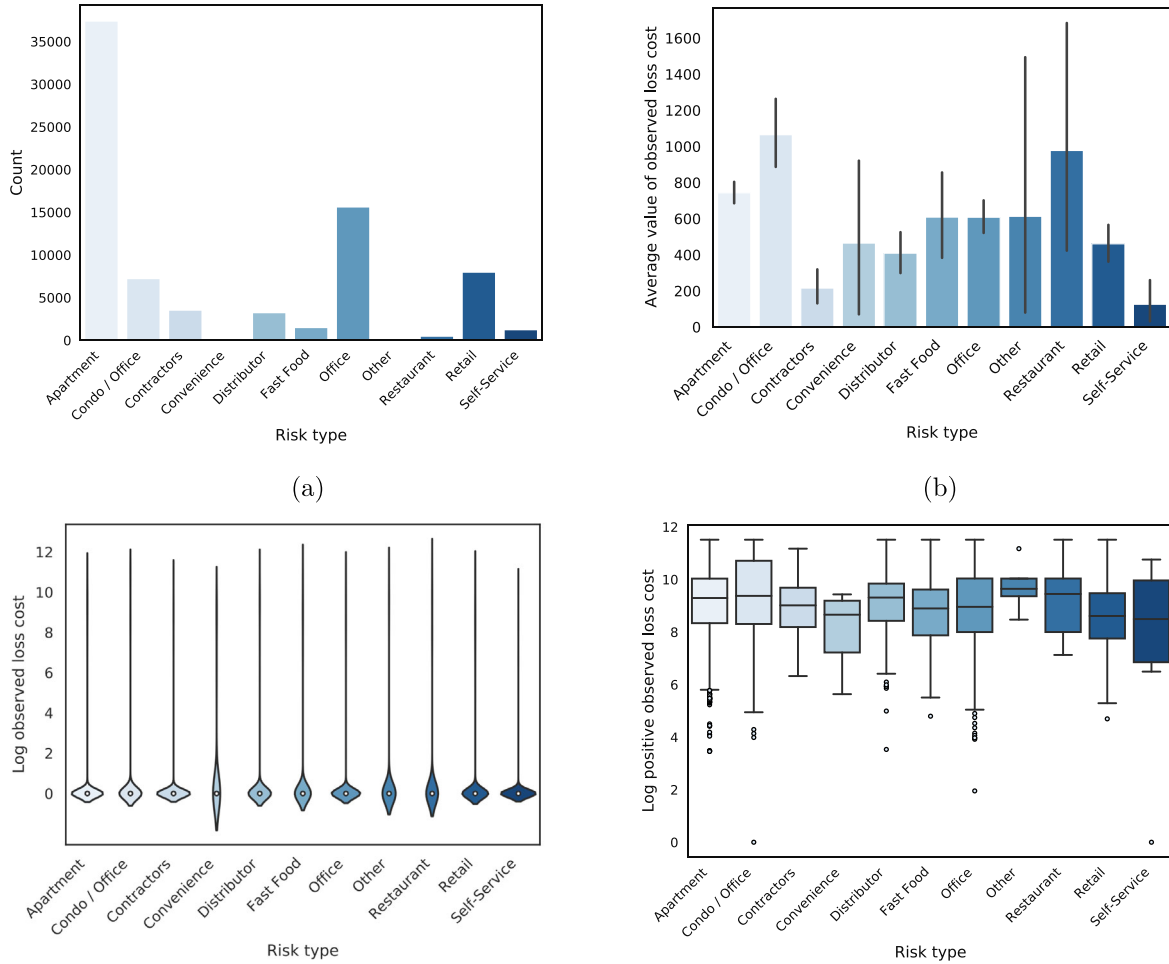 35000
30000
25000
20000
15000
10000
5000
0
Count
Apartment
Condo / Office
Contractors
Convenience
Distributor
Fast Food
Office
Other
Restaurant
Retail
Self-Service
Risk type
(a)
1600
1400
1200
1000
800
600
400
200
0
Average value of observed loss cost
Apartment
Condo / Office
Contractors
Convenience
Distributor
Fast Food
Office
Other
Restaurant
Retail
Self-Service
Risk type
(b)
12
10
8
6
4
2
0
Log observed loss cost
Apartment
Condo / Office
Contractors
Convenience
Distributor
Fast Food
Office
Other
Restaurant
Retail
Self-Service
Risk type
12
10
8
6
4
2
0
Log positive observed loss cost
Apartment
Condo / Office
Contractors
Convenience
Distributor
Fast Food
Office
Other
Restaurant
Retail
Self-Service
Risk type